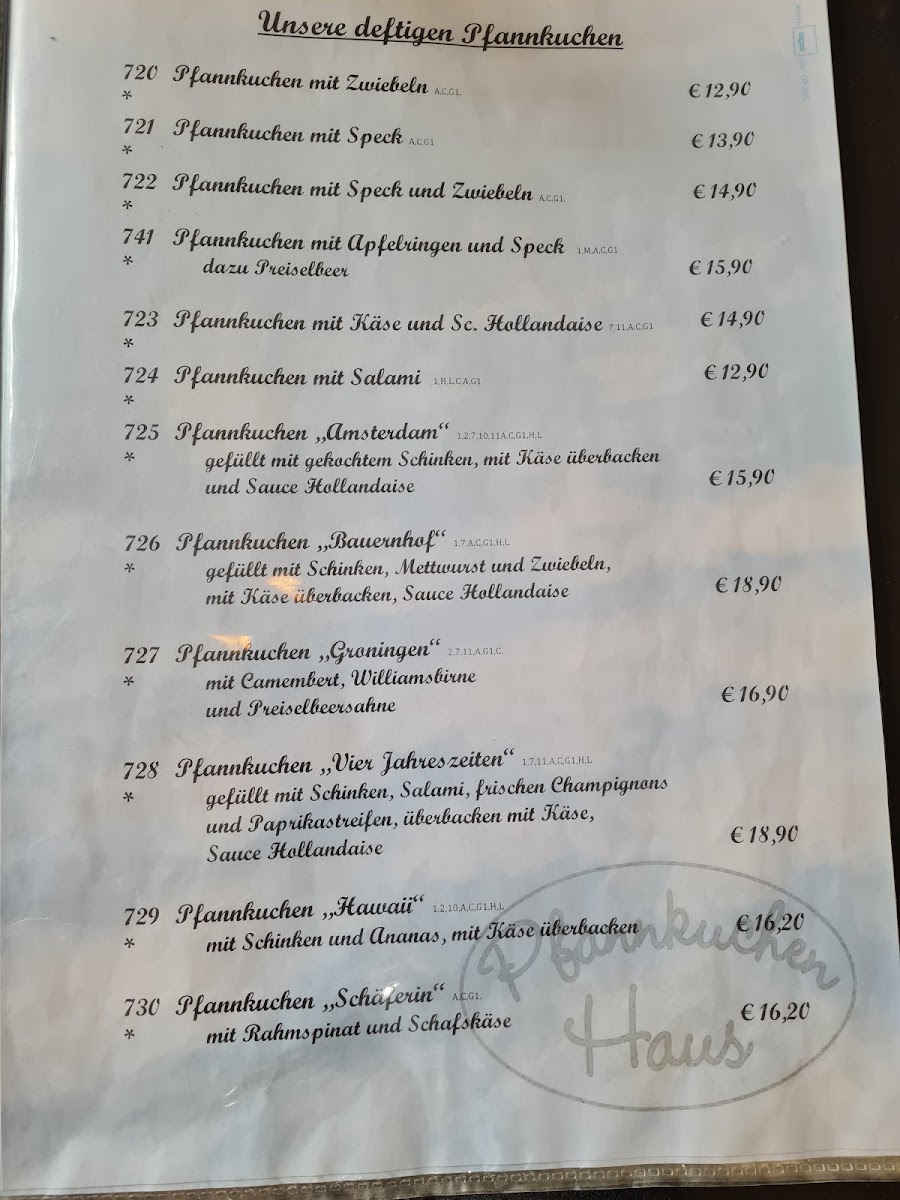 Unsere deftigen Pfannkuchen
720 Pfannkuchen mit Zwiebeln A,C,G1, € 12,90
*
721 Pfannkuchen mit Speck A,C,G1 € 13,90
*
722 Pfannkuchen mit Speck und Zwiebeln A,C,G1, € 14,90
*
741 Pfannkuchen mit Apfelringen und Speck 1,M,A,C,G1
* dazu Preiselbeer € 15,90
723 Pfannkuchen mit Käse und Sc. Hollandaise 7,11,A,C,G1 € 14,90
*
724 Pfannkuchen mit Salami 1,H,L,C,A,G1 € 12,90
*
725 Pfannkuchen „Amsterdam“ 1,2,7,10,11A,C,G1,H,L
* gefüllt mit gekochtem Schinken, mit Käse überbacken
und Sauce Hollandaise € 15,90
726 Pfannkuchen „Bauernhof“ 1,7,A,C,G1,H,L
* gefüllt mit Schinken, Mettwurst und Zwiebeln,
mit Käse überbacken, Sauce Hollandaise € 18,90
727 Pfannkuchen „Groningen“ 2,7,11,A,G1,C,
* mit Camembert, Williamsbirne
und Preiselbeersahne € 16,90
728 Pfannkuchen „Vier Jahreszeiten“ 1,7,11,A,C,G1,H,L
* gefüllt mit Schinken, Salami, frischen Champignons
und Paprikastreifen, überbacken mit Käse,
Sauce Hollandaise € 18,90
729 Pfannkuchen „Hawaii“ 1,2,10,A,C,G1,H,L
* mit Schinken und Ananas, mit Käse überbacken € 16,20
730 Pfannkuchen „Schäferin“ A,C,G1,
* mit Rahmspinat und Schafskäse € 16,20
Pfannkuchen
Haus